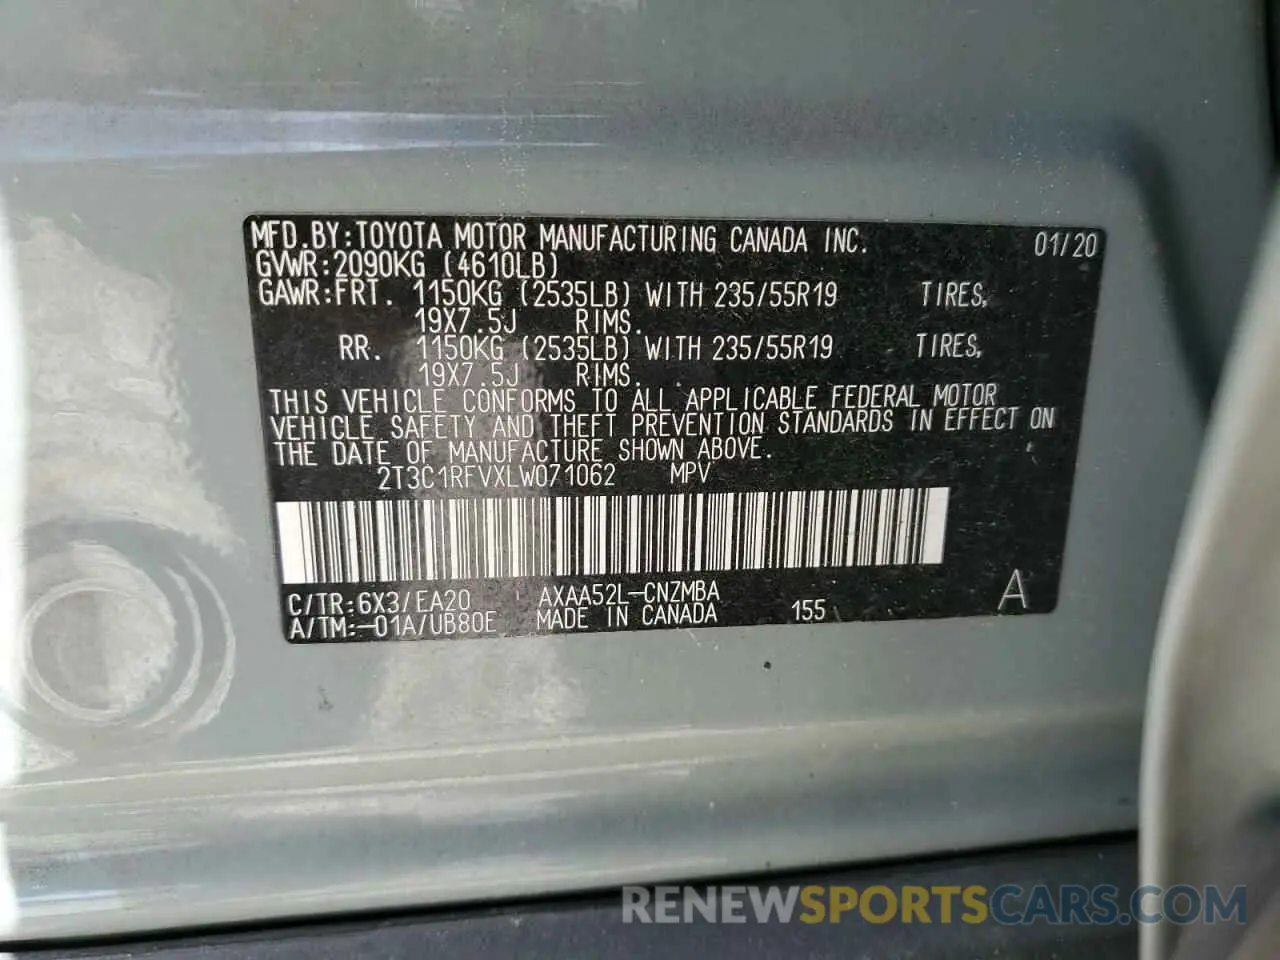 MFD.BY:TOYOTA MOTOR MANUFACTURING CANADA INC. 01/20
GVWR:2090KG (4610LB)
GAWR:FRT. 1150KG (2535LB) WITH 235/55R19 TIRES,
19X7.5J RIMS.
RR. 1150KG (2535LB) WITH 235/55R19 TIRES,
19X7.5J RIMS.
THIS VEHICLE CONFORMS TO ALL APPLICABLE FEDERAL MOTOR
VEHICLE SAFETY AND THEFT PREVENTION STANDARDS IN EFFECT ON
THE DATE OF MANUFACTURE SHOWN ABOVE.
2T3C1RFVXLW071062 MPV
C/TR:6X3/EA20 AXAA52L-CNZMBA
A/TM:-01A/UB80E MADE IN CANADA 155 A
RENEWSPORTSCARS.COM